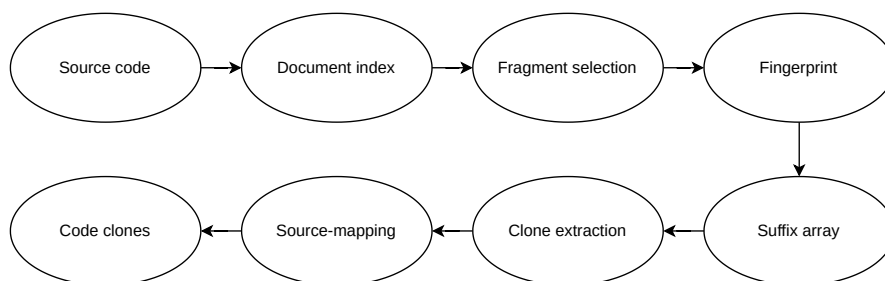 Source code
Document index
Fragment selection
Fingerprint
Suffix array
Clone extraction
Source-mapping
Code clones